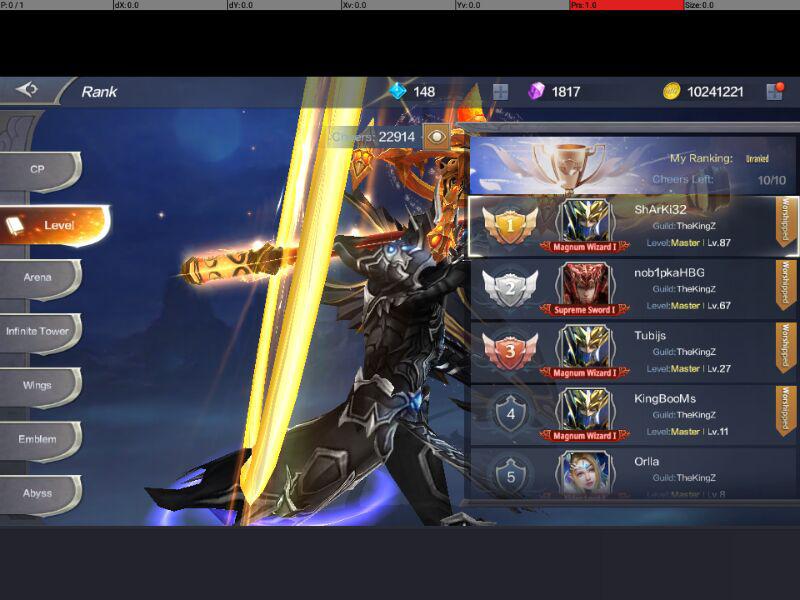 P: 0 / 1 dX: 0.0 dY: 0.0 Xv: 0.0 Yv: 0.0 Prs: 1.0 Size: 0.0
Rank 148 1817 10241221
Cheers: 22914
My Ranking: Unranked
Cheers Left: 10/10
CP
Level
Arena
Infinite Tower
Wings
Emblem
Abyss
1
Magnum Wizard I
ShArKi32
Guild:TheKingZ
Level:Master | Lv.87
Worshipped
2
Supreme Sword I
nob1pkaHBG
Guild:TheKingZ
Level:Master | Lv.67
Worshipped
3
Magnum Wizard I
Tubijs
Guild:TheKingZ
Level:Master | Lv.27
Worshipped
4
Magnum Wizard I
KingBooMs
Guild:TheKingZ
Level:Master | Lv.11
Worshipped
5
Orlla
Guild:TheKingZ
Level:Master | Lv.8